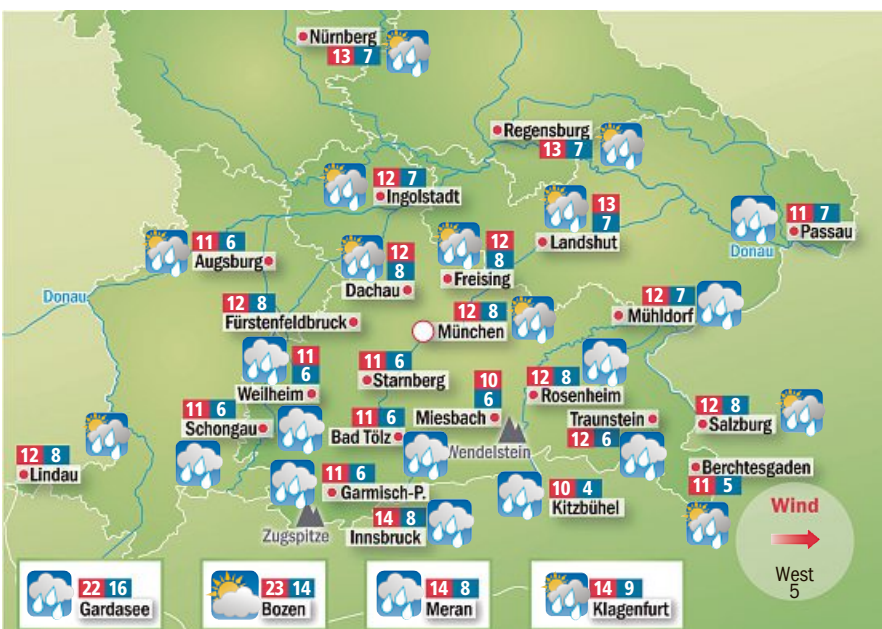 Nürnberg
13 7
Regensburg
13 7
12 7
Ingolstadt
13
7
Landshut
11 7
Passau
Donau
11 6
Augsburg
12
8
Dachau
12
8
Freising
Donau
12 8
Fürstenfeldbruck
12 8
München
12 7
Mühldorf
11
6
Weilheim
11 6
Starnberg
10
6
Miesbach
12 8
Rosenheim
11 6
Schongau
11 6
Bad Tölz
Wendelstein
Traunstein
12 6
12 8
Salzburg
12 8
Lindau
11 6
Garmisch-P.
Zugspitze
14 8
Innsbruck
10 4
Kitzbühel
Berchtesgaden
11 5
Wind
West
5
22 16
Gardasee
23 14
Bozen
14 8
Meran
14 9
Klagenfurt